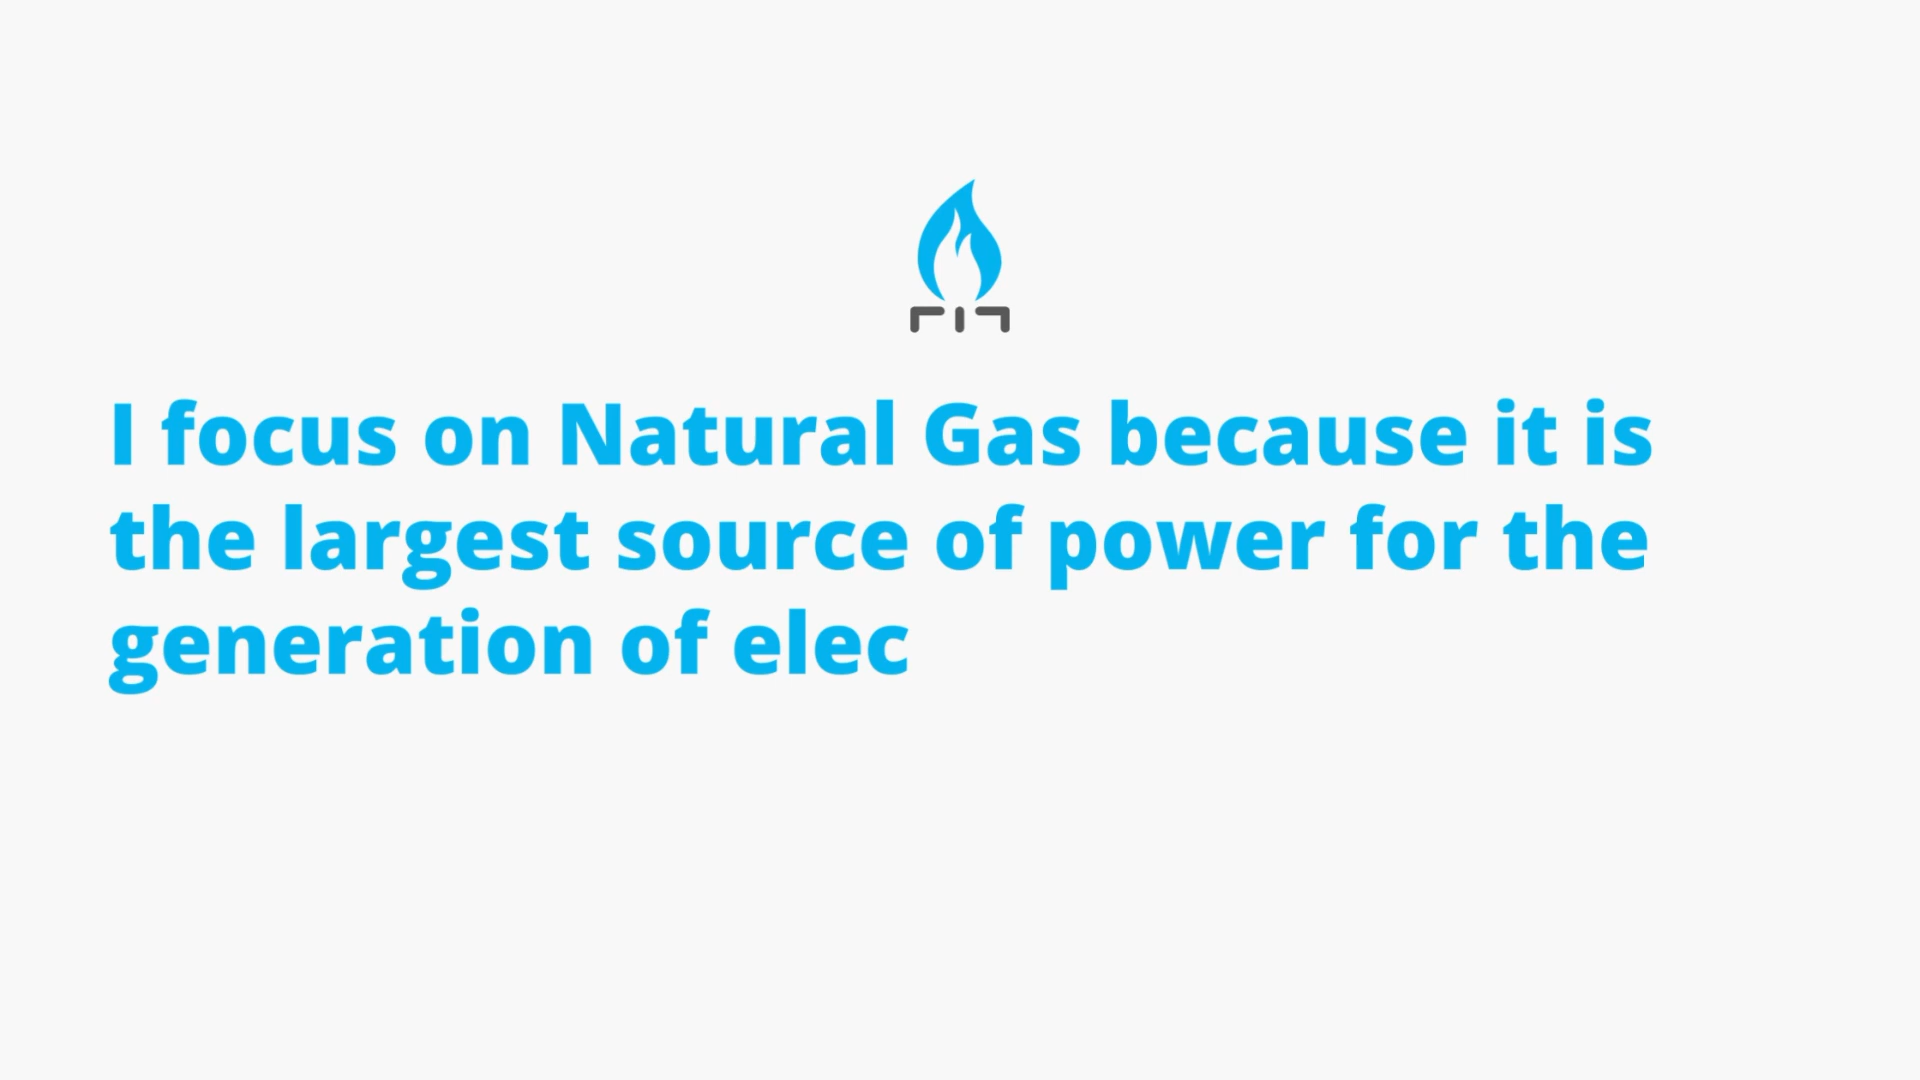 I focus on Natural Gas because it is
the largest source of power for the
generation of elec